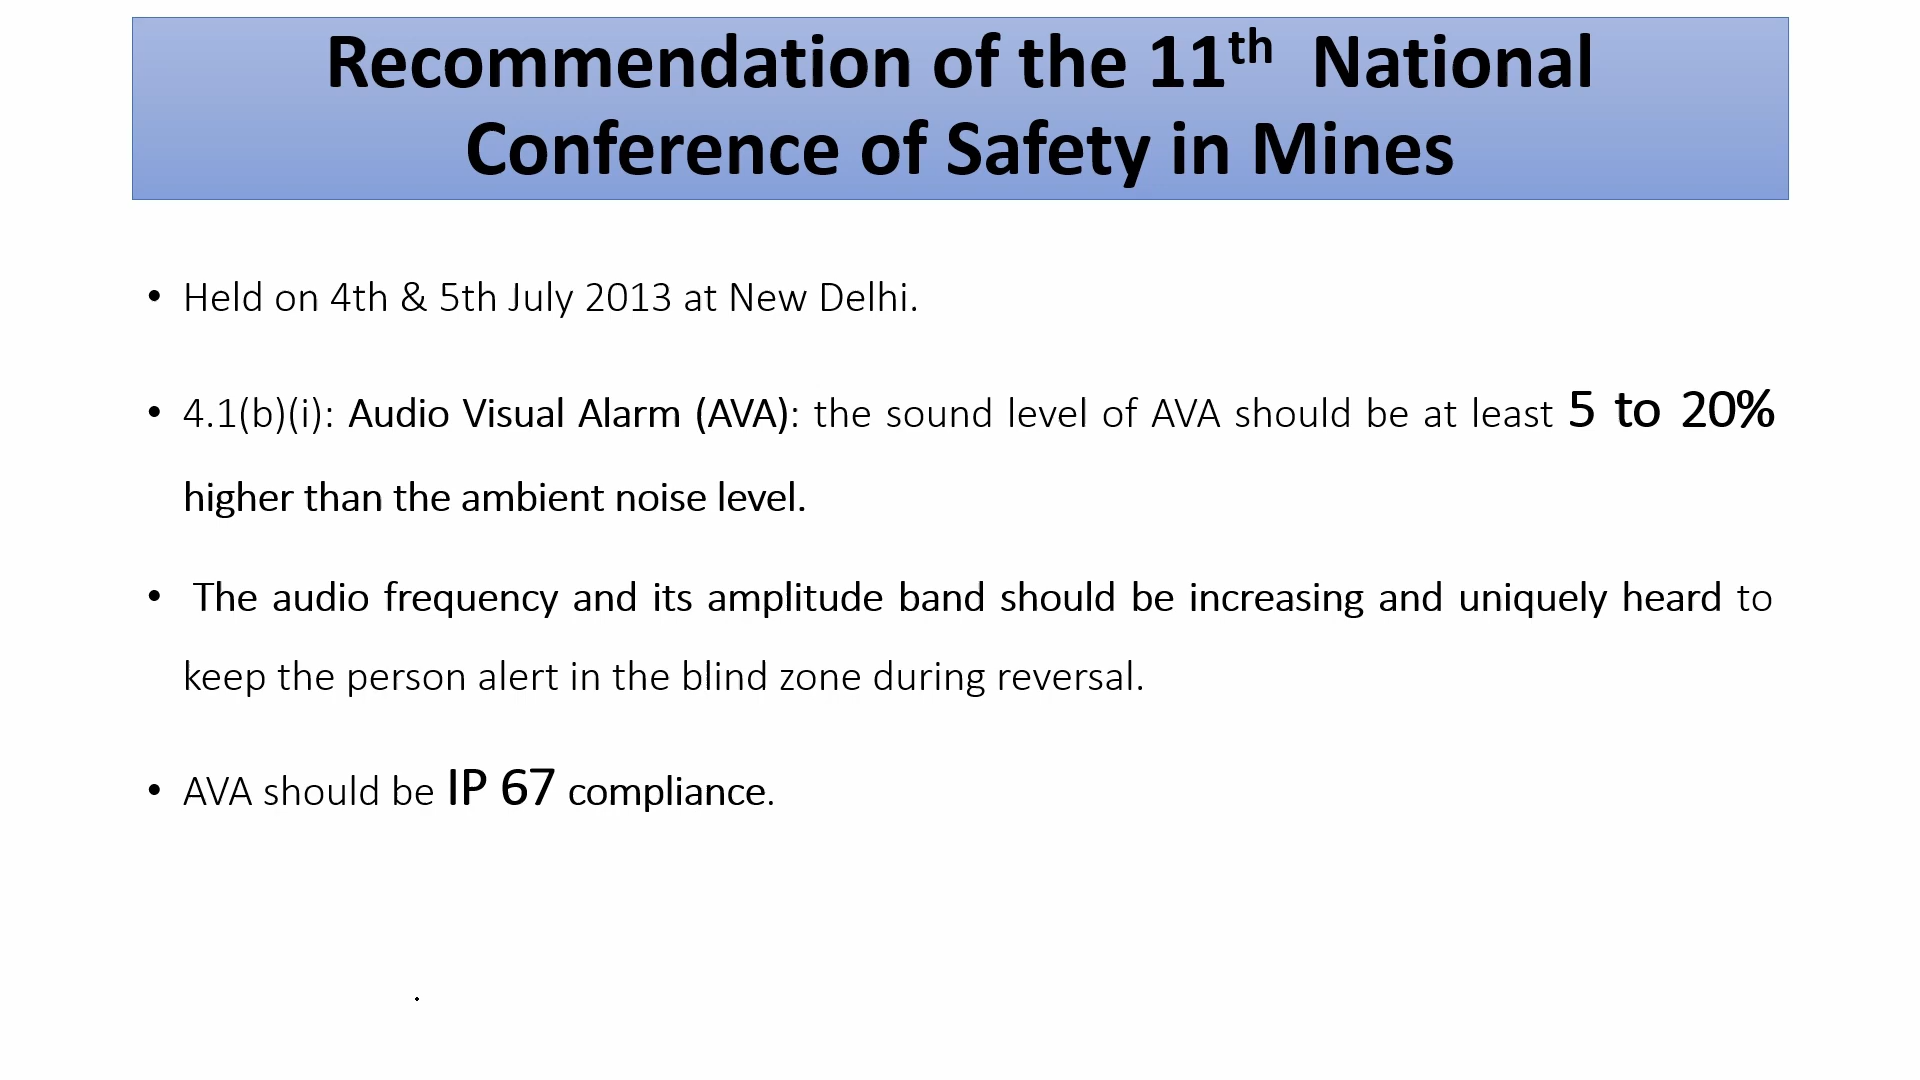 Recommendation of the 11th National
Conference of Safety in Mines
• Held on 4th & 5th July 2013 at New Delhi.
• 4.1(b)(i): Audio Visual Alarm (AVA): the sound level of AVA should be at least 5 to 20%
higher than the ambient noise level.
• The audio frequency and its amplitude band should be increasing and uniquely heard to
keep the person alert in the blind zone during reversal.
• AVA should be IP 67 compliance.
.